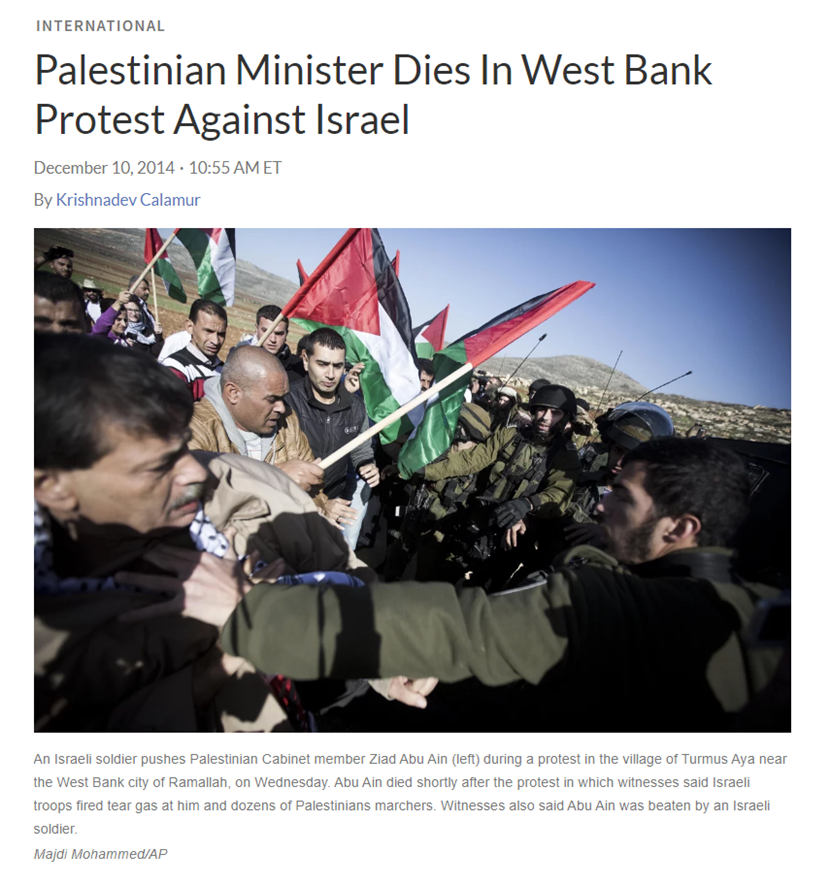 INTERNATIONAL
Palestinian Minister Dies In West Bank
Protest Against Israel
December 10, 2014 · 10:55 AM ET
By Krishnadev Calamur
An Israeli soldier pushes Palestinian Cabinet member Ziad Abu Ain (left) during a protest in the village of Turmus Aya near
the West Bank city of Ramallah, on Wednesday. Abu Ain died shortly after the protest in which witnesses said Israeli
troops fired tear gas at him and dozens of Palestinians marchers. Witnesses also said Abu Ain was beaten by an Israeli
soldier.
Majdi Mohammed/AP